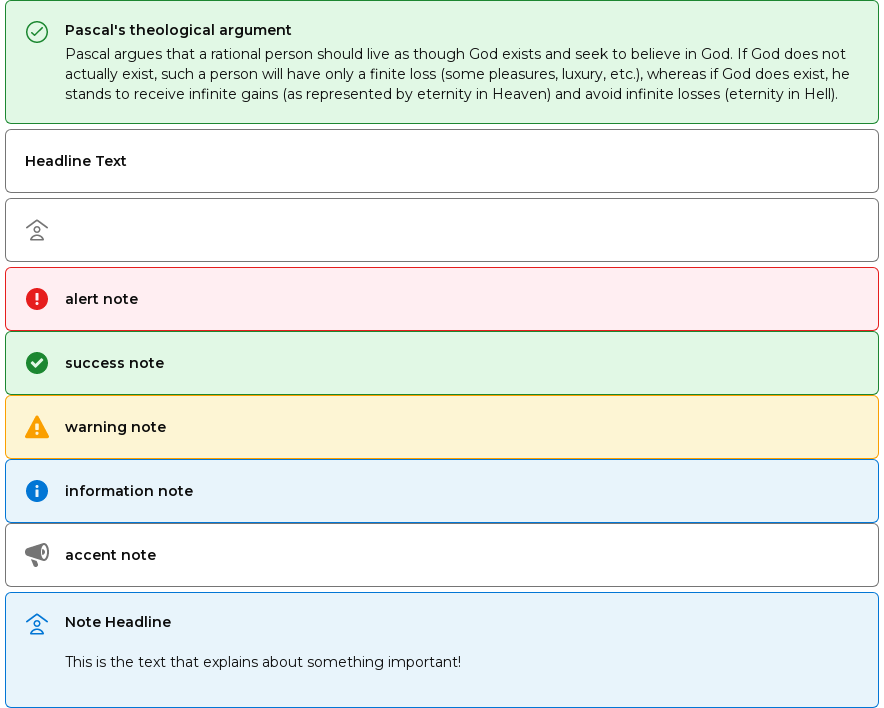 Pascal's theological argument
Pascal argues that a rational person should live as though God exists and seek to believe in God. If God does not
actually exist, such a person will have only a finite loss (some pleasures, luxury, etc.), whereas if God does exist, he
stands to receive infinite gains (as represented by eternity in Heaven) and avoid infinite losses (eternity in Hell).
Headline Text
alert note
success note
warning note
information note
accent note
Note Headline
This is the text that explains about something important!